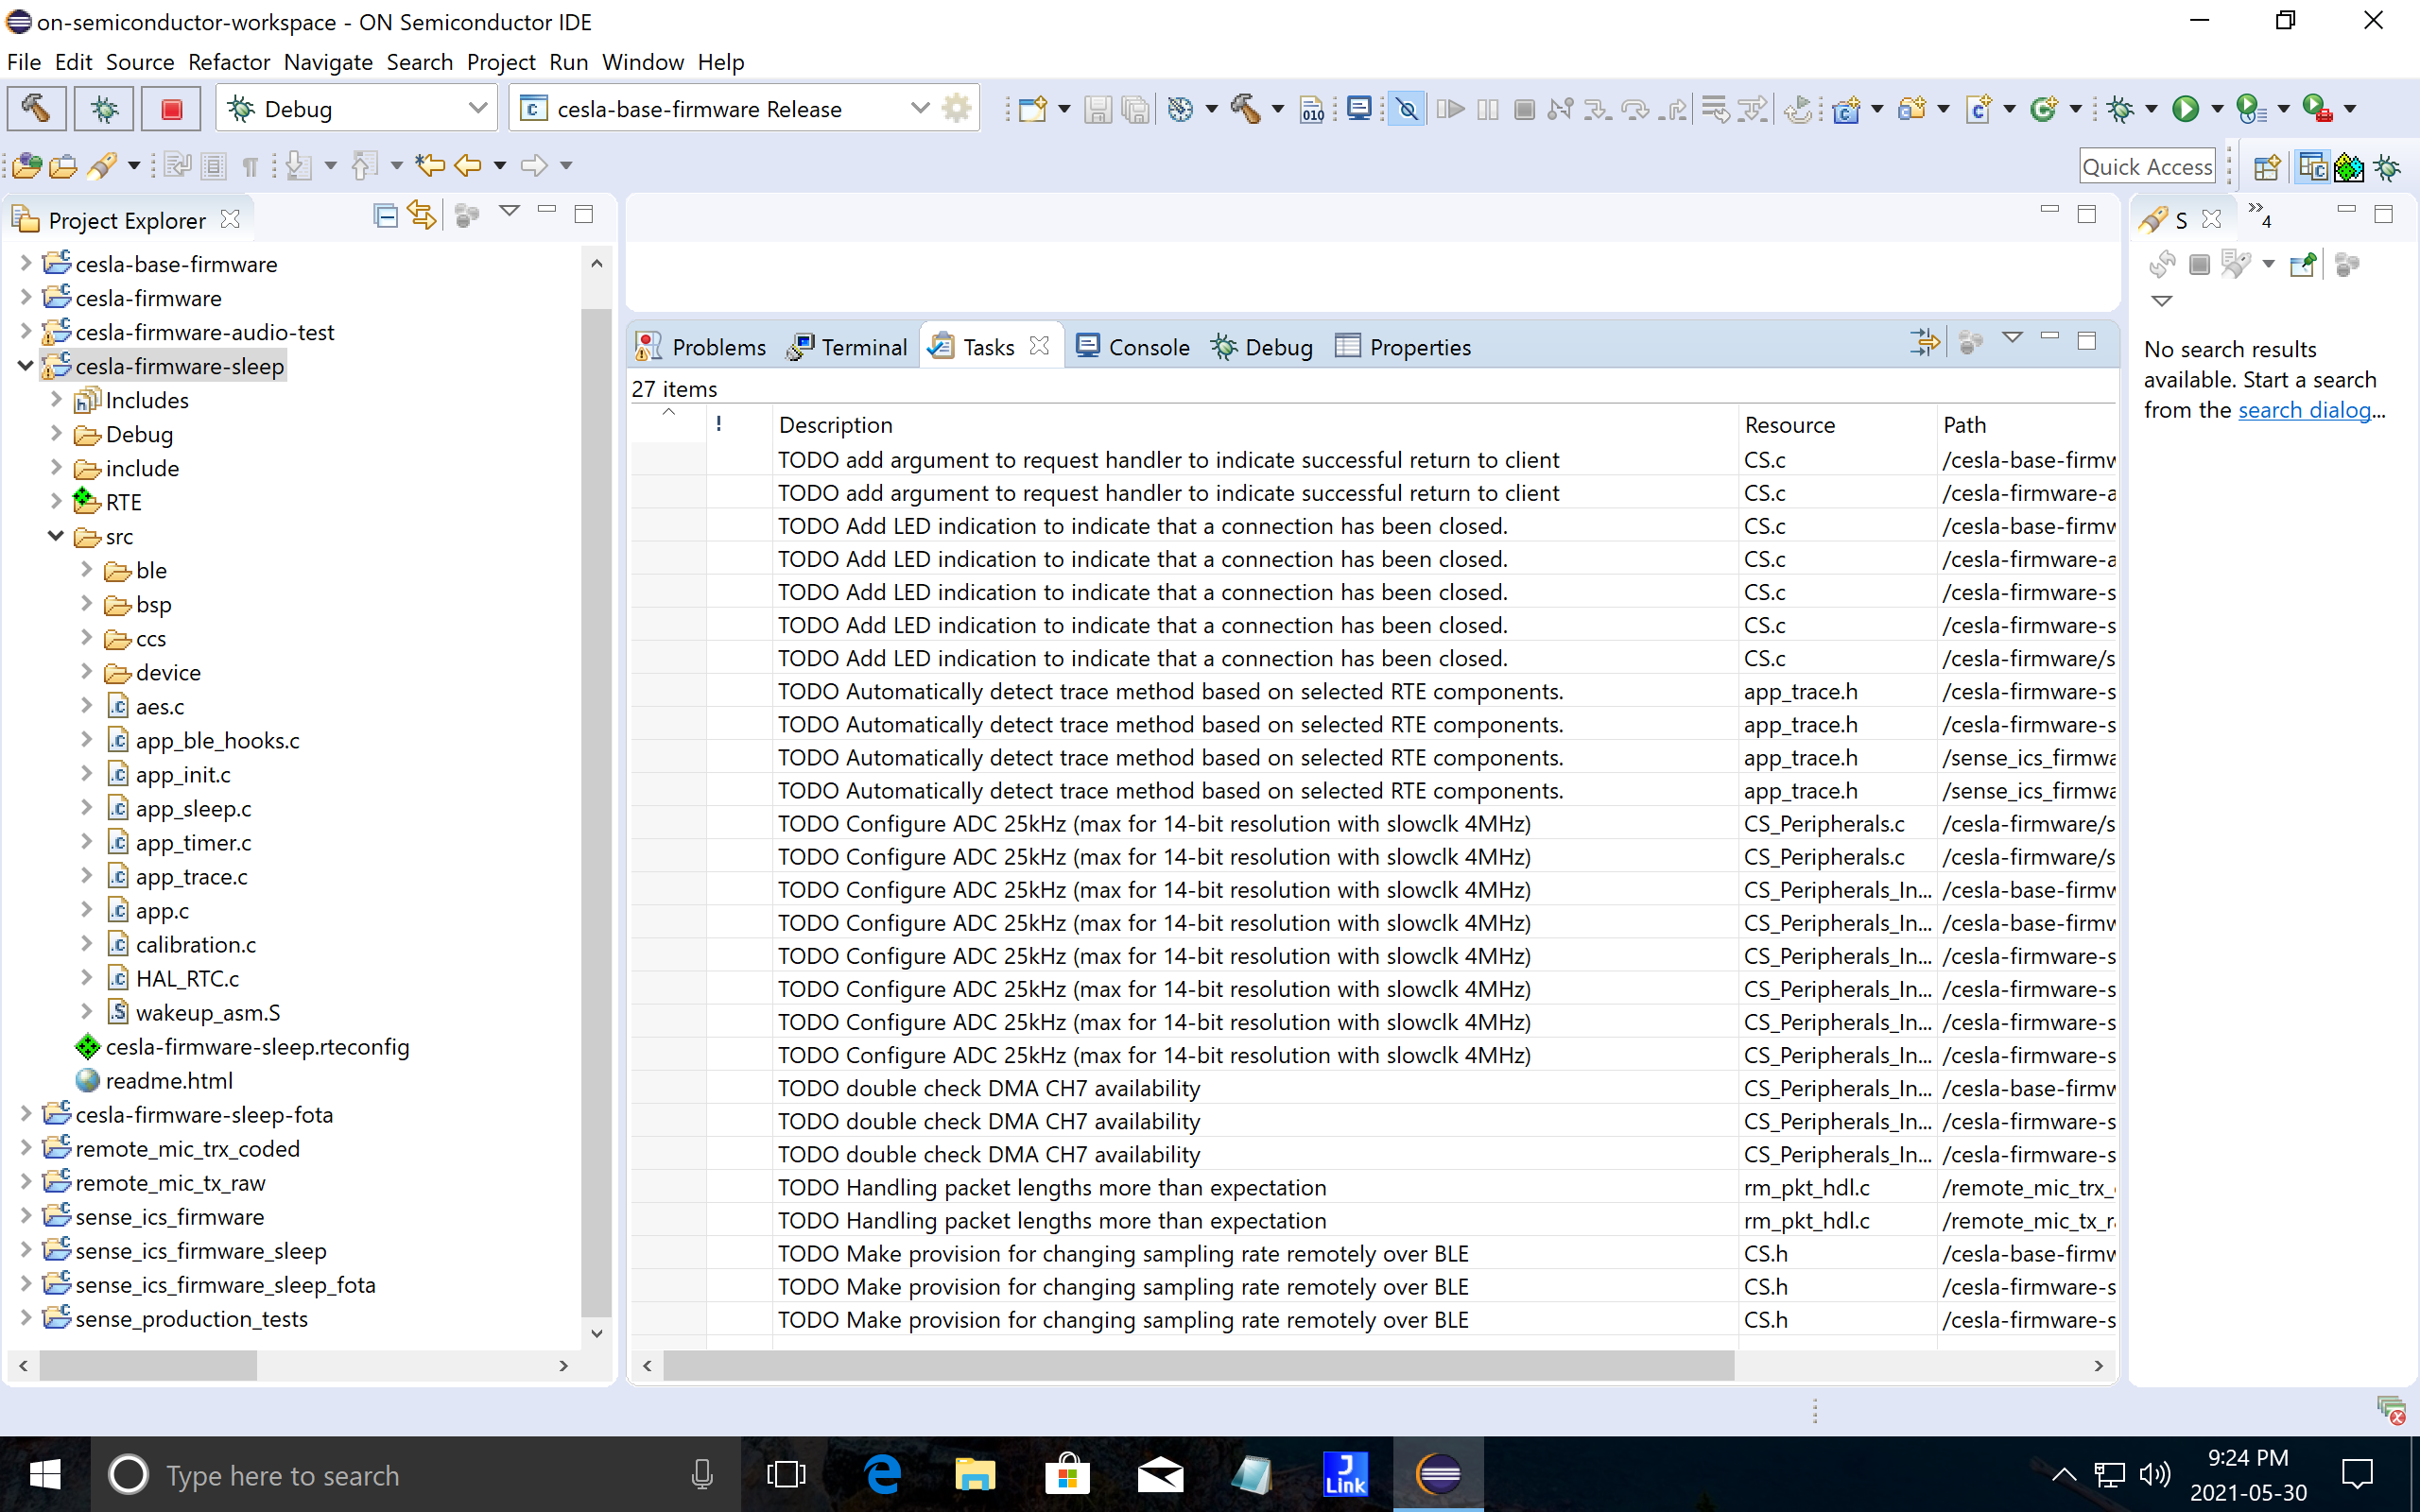 on-semiconductor-workspace - ON Semiconductor IDE
File Edit Source Refactor Navigate Search Project Run Window Help
Debug
cesla-base-firmware Release
010
Quick Access
Project Explorer
cesla-base-firmware
cesla-firmware
cesla-firmware-audio-test
cesla-firmware-sleep
Includes
Debug
include
RTE
src
ble
bsp
ccs
device
aes.c
app_ble_hooks.c
app_init.c
app_sleep.c
app_timer.c
app_trace.c
app.c
calibration.c
HAL_RTC.c
wakeup_asm.S
cesla-firmware-sleep.rteconfig
readme.html
cesla-firmware-sleep-fota
remote_mic_trx_coded
remote_mic_tx_raw
sense_ics_firmware
sense_ics_firmware_sleep
sense_ics_firmware_sleep_fota
sense_production_tests
Problems Terminal Tasks Console Debug Properties
27 items
! Description Resource Path
TODO add argument to request handler to indicate successful return to client CS.c /cesla-base-firmw
TODO add argument to request handler to indicate successful return to client CS.c /cesla-firmware-a
TODO Add LED indication to indicate that a connection has been closed. CS.c /cesla-base-firmw
TODO Add LED indication to indicate that a connection has been closed. CS.c /cesla-firmware-a
TODO Add LED indication to indicate that a connection has been closed. CS.c /cesla-firmware-s
TODO Add LED indication to indicate that a connection has been closed. CS.c /cesla-firmware-s
TODO Add LED indication to indicate that a connection has been closed. CS.c /cesla-firmware/s
TODO Automatically detect trace method based on selected RTE components. app_trace.h /cesla-firmware-s
TODO Automatically detect trace method based on selected RTE components. app_trace.h /cesla-firmware-s
TODO Automatically detect trace method based on selected RTE components. app_trace.h /sense_ics_firmwa
TODO Automatically detect trace method based on selected RTE components. app_trace.h /sense_ics_firmwa
TODO Configure ADC 25kHz (max for 14-bit resolution with slowclk 4MHz) CS_Peripherals.c /cesla-firmware/s
TODO Configure ADC 25kHz (max for 14-bit resolution with slowclk 4MHz) CS_Peripherals.c /cesla-firmware/s
TODO Configure ADC 25kHz (max for 14-bit resolution with slowclk 4MHz) CS_Peripherals_In... /cesla-base-firmw
TODO Configure ADC 25kHz (max for 14-bit resolution with slowclk 4MHz) CS_Peripherals_In... /cesla-base-firmw
TODO Configure ADC 25kHz (max for 14-bit resolution with slowclk 4MHz) CS_Peripherals_In... /cesla-firmware-s
TODO Configure ADC 25kHz (max for 14-bit resolution with slowclk 4MHz) CS_Peripherals_In... /cesla-firmware-s
TODO Configure ADC 25kHz (max for 14-bit resolution with slowclk 4MHz) CS_Peripherals_In... /cesla-firmware-s
TODO Configure ADC 25kHz (max for 14-bit resolution with slowclk 4MHz) CS_Peripherals_In... /cesla-firmware-s
TODO double check DMA CH7 availability CS_Peripherals_In... /cesla-base-firmw
TODO double check DMA CH7 availability CS_Peripherals_In... /cesla-firmware-s
TODO double check DMA CH7 availability CS_Peripherals_In... /cesla-firmware-s
TODO Handling packet lengths more than expectation rm_pkt_hdl.c /remote_mic_trx_
TODO Handling packet lengths more than expectation rm_pkt_hdl.c /remote_mic_tx_r
TODO Make provision for changing sampling rate remotely over BLE CS.h /cesla-base-firmw
TODO Make provision for changing sampling rate remotely over BLE CS.h /cesla-firmware-s
TODO Make provision for changing sampling rate remotely over BLE CS.h /cesla-firmware-s
S
4
No search results
available. Start a search
from the search dialog...
Type here to search
J
Link
9:24 PM
2021-05-30